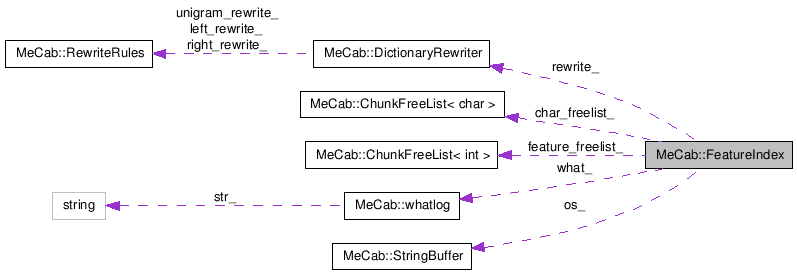 unigram_rewrite_
left_rewrite_
right_rewrite_
MeCab::RewriteRules
MeCab::DictionaryRewriter
rewrite_
MeCab::ChunkFreeList< char >
char_freelist_
MeCab::ChunkFreeList< int >
feature_freelist_
MeCab::FeatureIndex
what_
string
str_
MeCab::whatlog
os_
MeCab::StringBuffer